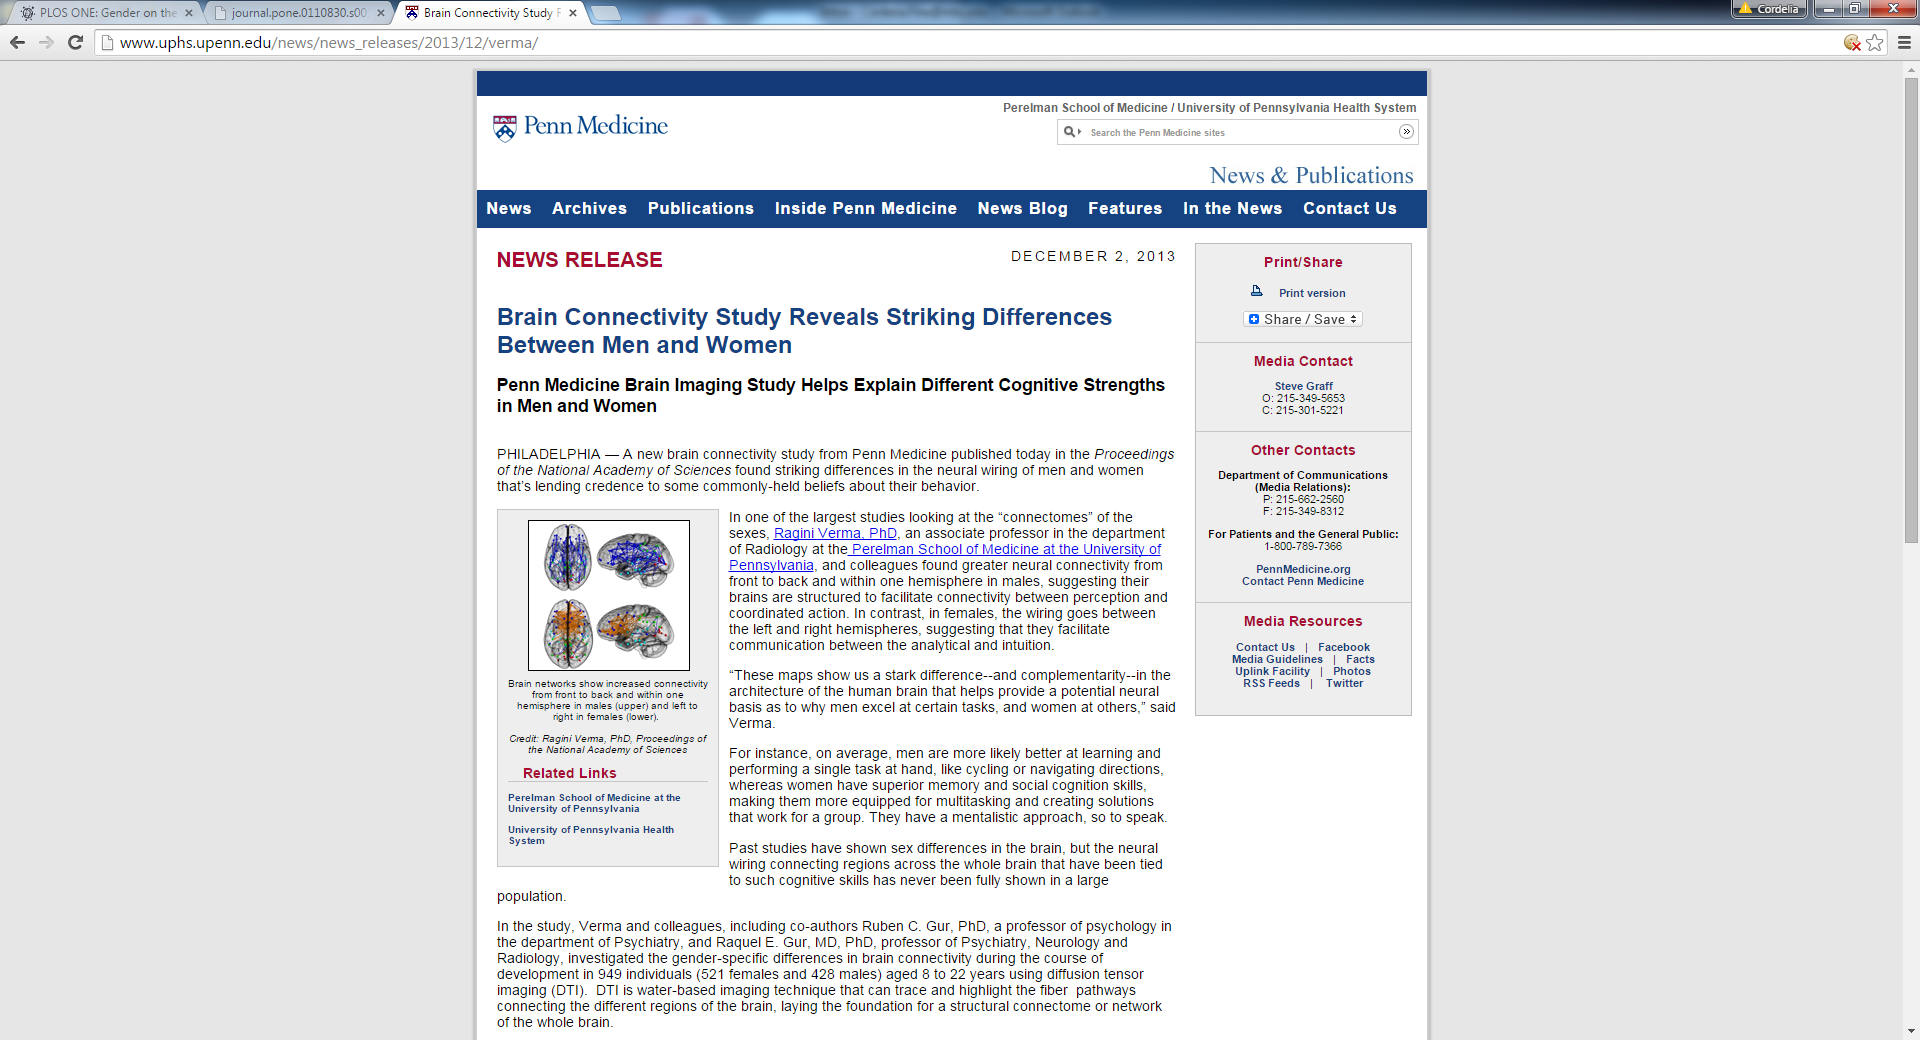 PLOS ONE: Gender on the
journal.pone.0110830.s00
Brain Connectivity Study R
Cordelia
www.uphs.upenn.edu/news/news_releases/2013/12/verma/
Perelman School of Medicine / University of Pennsylvania Health System
Penn Medicine
Search the Penn Medicine sites
News & Publications
News Archives Publications Inside Penn Medicine News Blog Features In the News Contact Us
NEWS RELEASE
DECEMBER 2, 2013
Brain Connectivity Study Reveals Striking Differences
Between Men and Women
Penn Medicine Brain Imaging Study Helps Explain Different Cognitive Strengths
in Men and Women
PHILADELPHIA — A new brain connectivity study from Penn Medicine published today in the Proceedings
of the National Academy of Sciences found striking differences in the neural wiring of men and women
that's lending credence to some commonly-held beliefs about their behavior.
In one of the largest studies looking at the “connectomes” of the
sexes, Ragini Verma, PhD, an associate professor in the department
of Radiology at the Perelman School of Medicine at the University of
Pennsylvania, and colleagues found greater neural connectivity from
front to back and within one hemisphere in males, suggesting their
brains are structured to facilitate connectivity between perception and
coordinated action. In contrast, in females, the wiring goes between
the left and right hemispheres, suggesting that they facilitate
communication between the analytical and intuition.
“These maps show us a stark difference--and complementarity--in the
architecture of the human brain that helps provide a potential neural
basis as to why men excel at certain tasks, and women at others,” said
Verma.
For instance, on average, men are more likely better at learning and
performing a single task at hand, like cycling or navigating directions,
whereas women have superior memory and social cognition skills,
making them more equipped for multitasking and creating solutions
that work for a group. They have a mentalistic approach, so to speak.
Past studies have shown sex differences in the brain, but the neural
wiring connecting regions across the whole brain that have been tied
to such cognitive skills has never been fully shown in a large
population.
In the study, Verma and colleagues, including co-authors Ruben C. Gur, PhD, a professor of psychology in
the department of Psychiatry, and Raquel E. Gur, MD, PhD, professor of Psychiatry, Neurology and
Radiology, investigated the gender-specific differences in brain connectivity during the course of
development in 949 individuals (521 females and 428 males) aged 8 to 22 years using diffusion tensor
imaging (DTI). DTI is water-based imaging technique that can trace and highlight the fiber pathways
connecting the different regions of the brain, laying the foundation for a structural connectome or network
of the whole brain.
Brain networks show increased connectivity
from front to back and within one
hemisphere in males (upper) and left to
right in females (lower).
Credit: Ragini Verma, PhD, Proceedings of
the National Academy of Sciences
Related Links
Perelman School of Medicine at the
University of Pennsylvania
University of Pennsylvania Health
System
Print/Share
Print version
Share / Save
Media Contact
Steve Graff
O: 215-349-5653
C: 215-301-5221
Other Contacts
Department of Communications
(Media Relations):
P: 215-662-2560
F: 215-349-8312
For Patients and the General Public:
1-800-789-7366
PennMedicine.org
Contact Penn Medicine
Media Resources
Contact Us | Facebook
Media Guidelines | Facts
Uplink Facility | Photos
RSS Feeds | Twitter